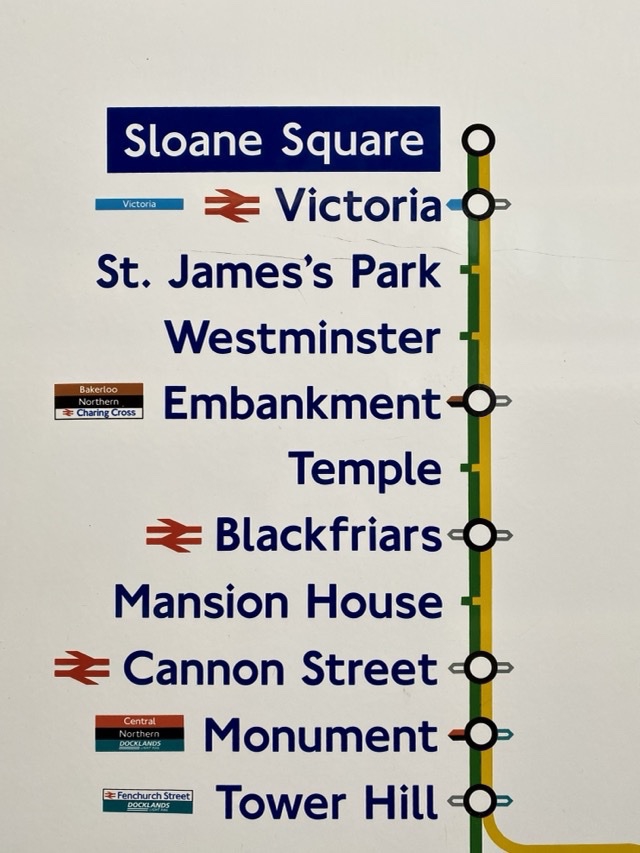 Sloane Square
Victoria Victoria
St. James's Park
Westminster
Bakerloo
Northern
Charing Cross
Embankment
Temple
Blackfriars
Mansion House
Cannon Street
Central
Northern
DOCKLANDS
Monument
Fenchurch Street
DOCKLANDS
Tower Hill